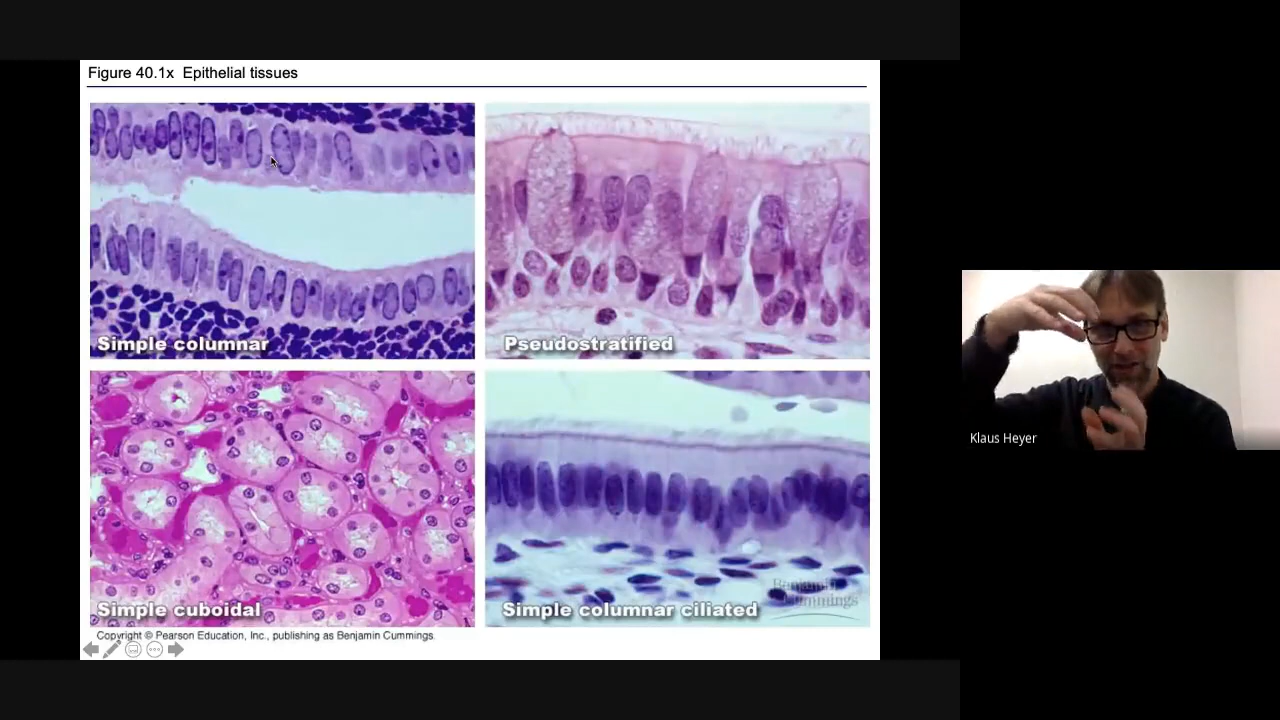 Figure 40.1x Epithelial tissues
Simple columnar
Pseudostratified
Simple cuboidal
Simple columnar ciliated
Benjamin
Cummings
Copyright © Pearson Education, Inc., publishing as Benjamin Cummings.
Klaus Heyer